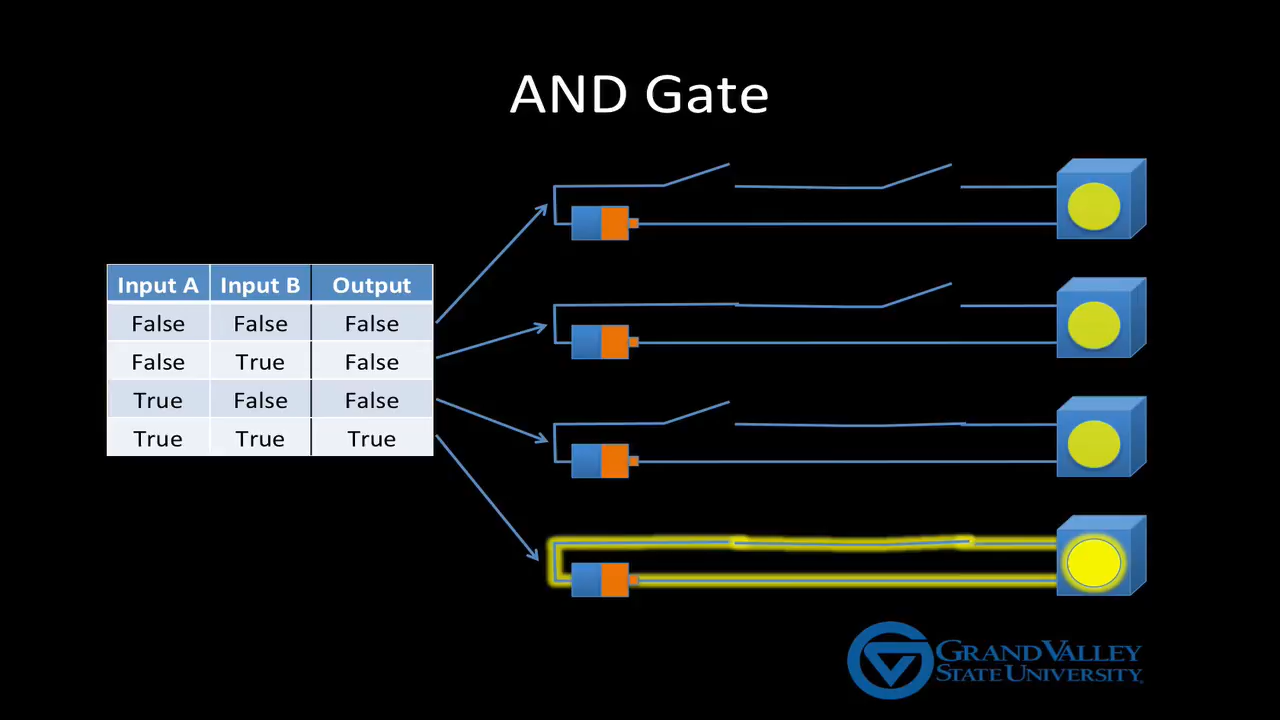 AND Gate
Input A Input B Output
False False False
False True False
True False False
True True True
GRAND VALLEY
STATE UNIVERSITY.